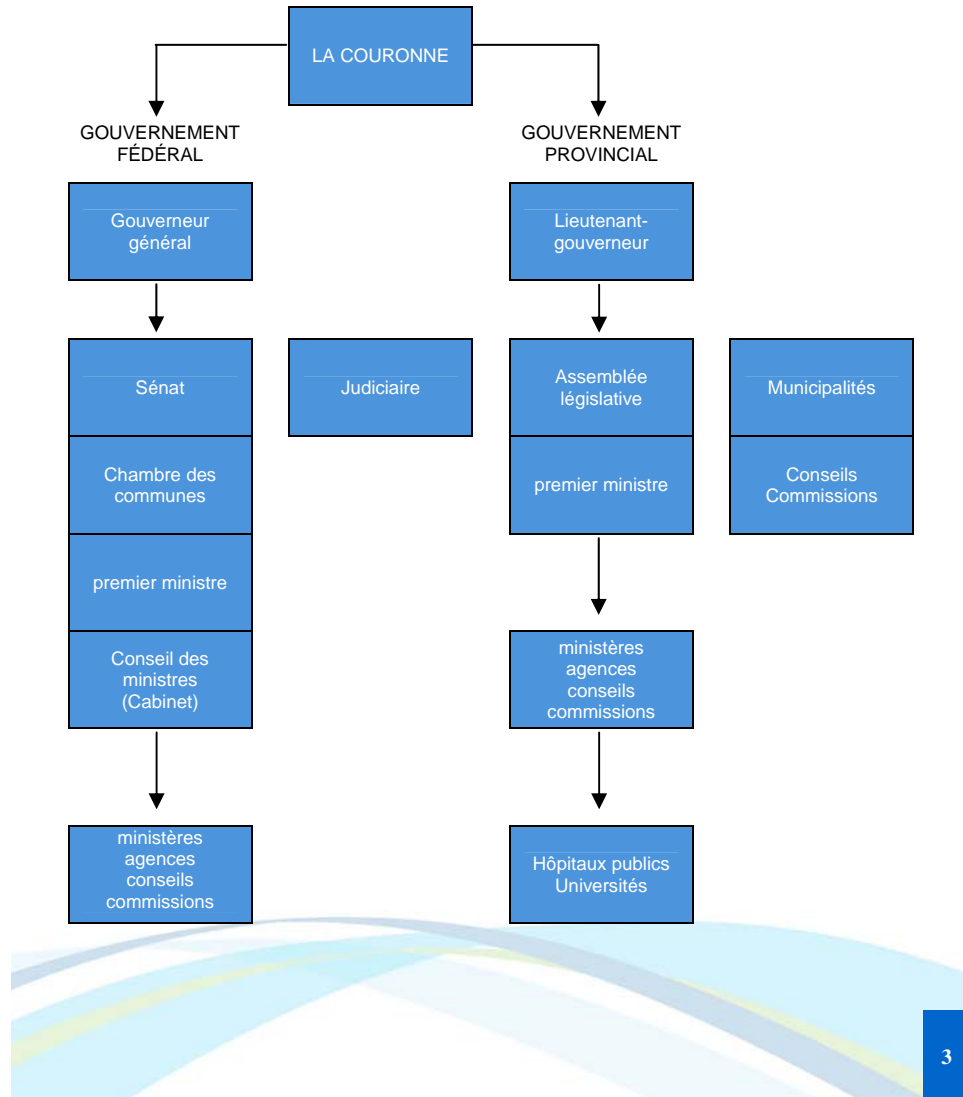 LA COURONNE
GOUVERNEMENT
FÉDÉRAL
GOUVERNEMENT
PROVINCIAL
Gouverneur
général
Lieutenant-
gouverneur
Sénat
Judiciaire
Assemblée
législative
Municipalités
Chambre des
communes
premier ministre
Conseils
Commissions
premier ministre
Conseil des
ministres
(Cabinet)
ministères
agences
conseils
commissions
ministères
agences
conseils
commissions
Hôpitaux publics
Universités
3